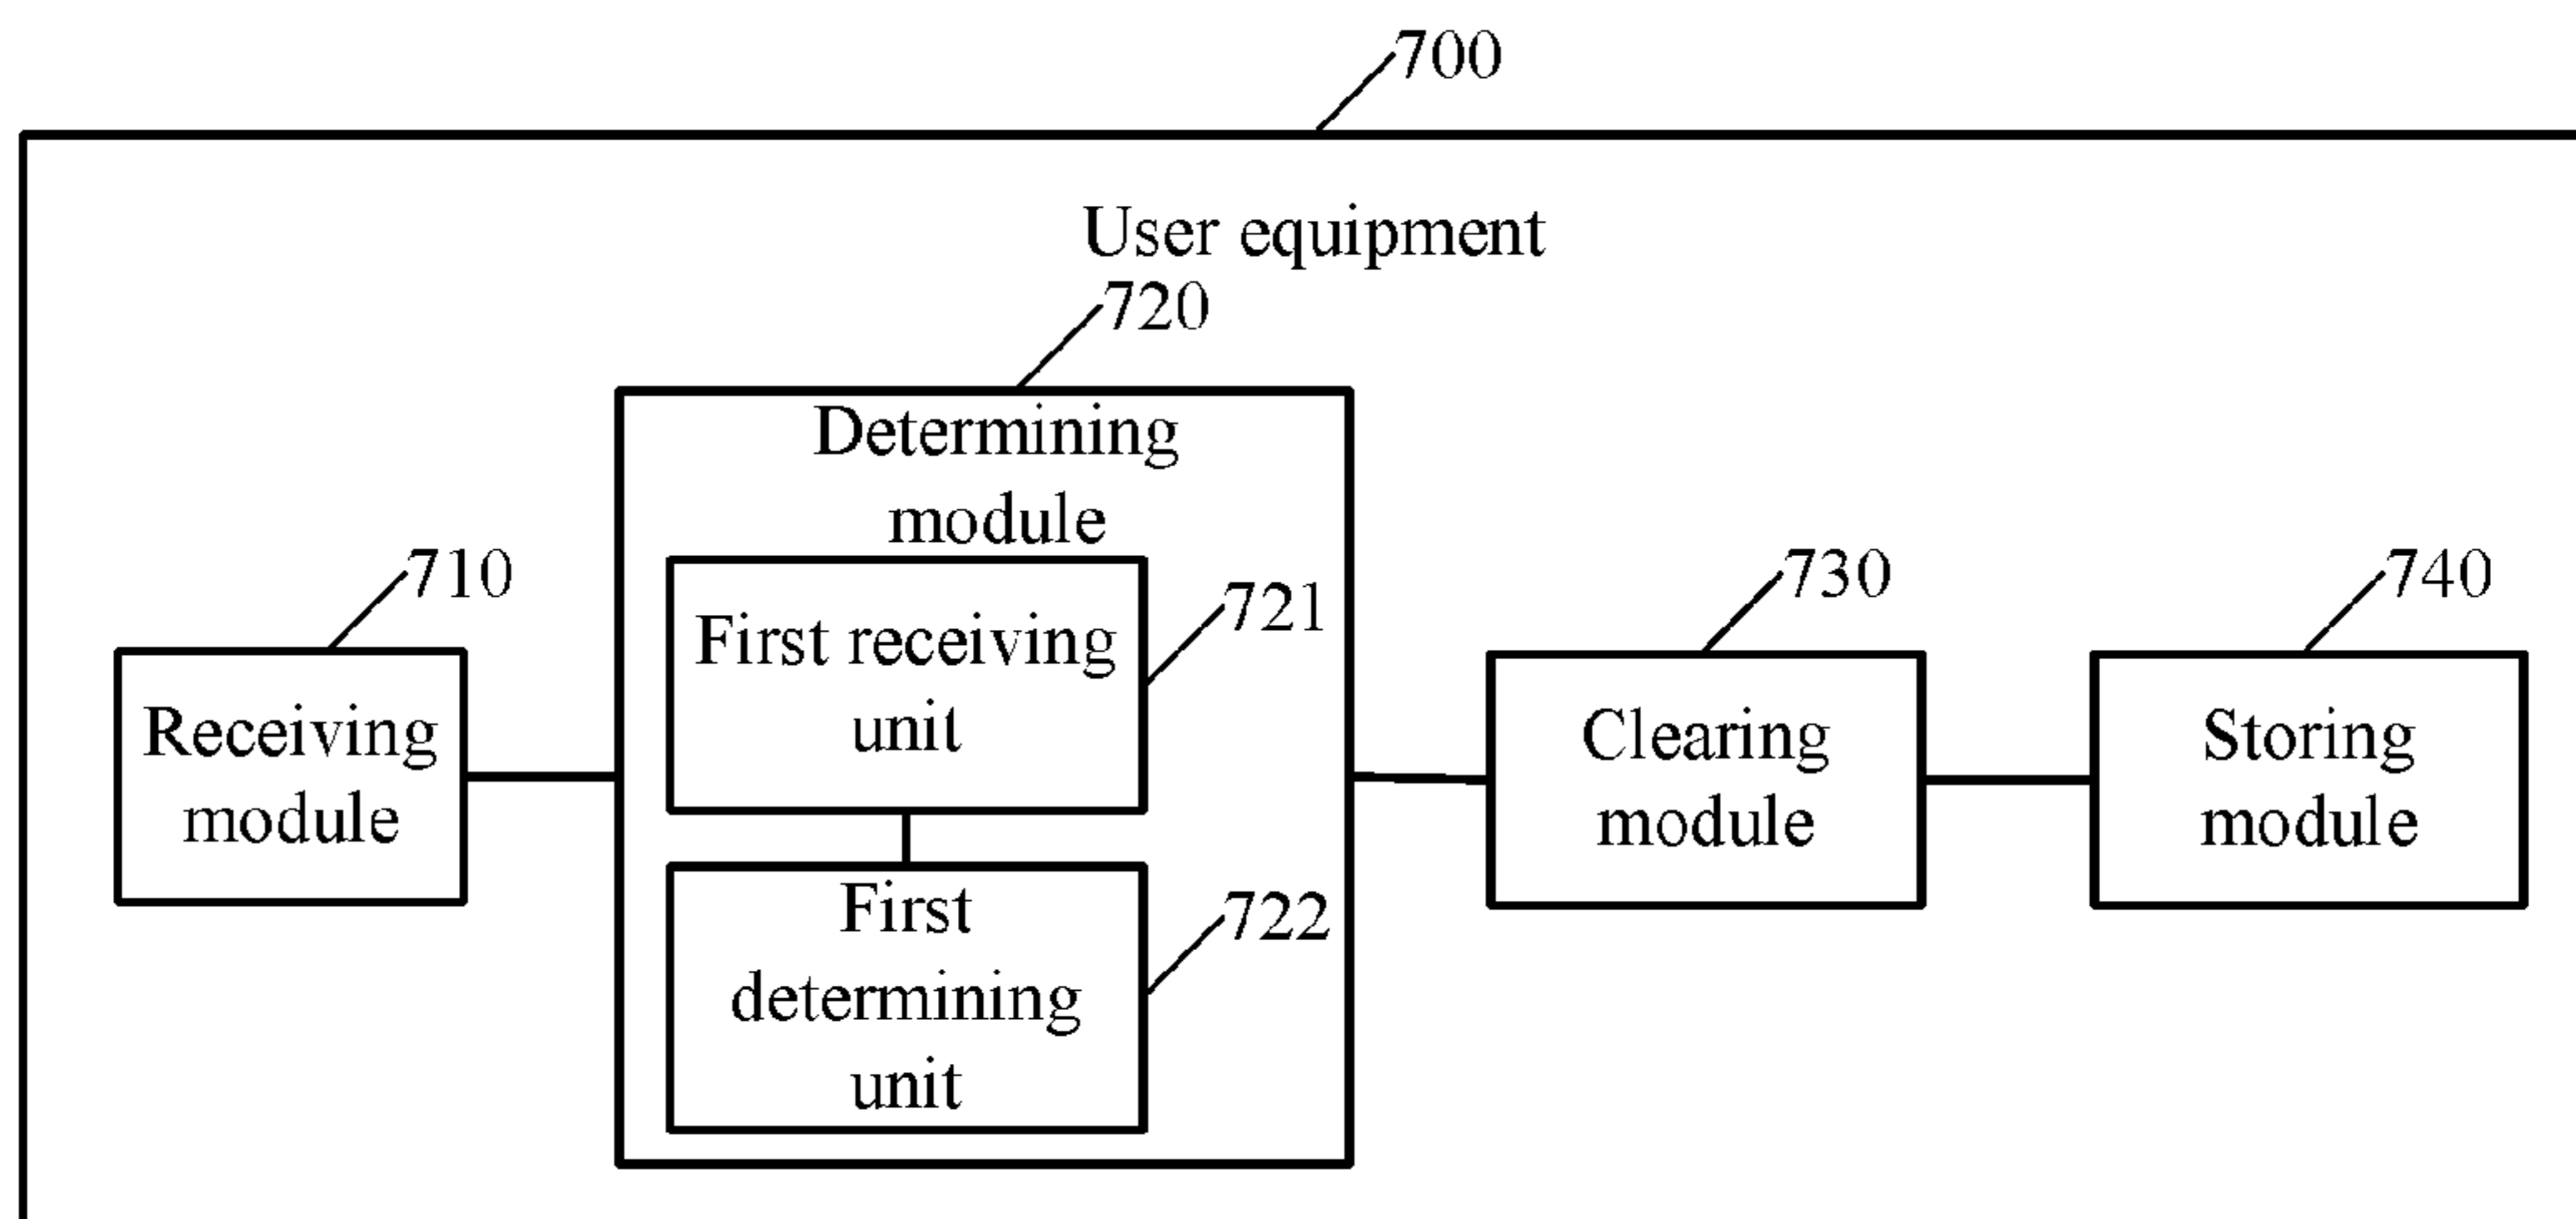 700
User equipment
720
Determining
module
710
721
730
740
First receiving
unit
Receiving
module
Clearing
module
Storing
module
722
First
determining
unit